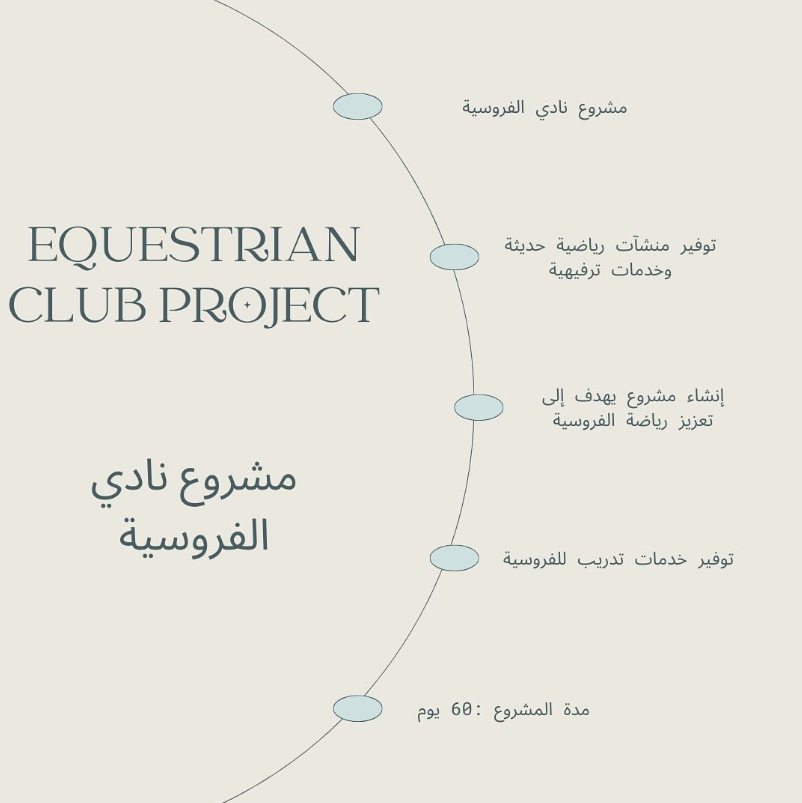 EQUESTRIAN
CLUB PROJECT
مشروع نادي
الفروسية
مشروع نادي الفروسية
توفير منشآت رياضية حديثة
وخدمات ترفيهية
إنشاء مشروع يهدف إلى
تعزيز رياضة الفروسية
توفير خدمات تدريب للفروسية
مدة المشروع :60 يوم